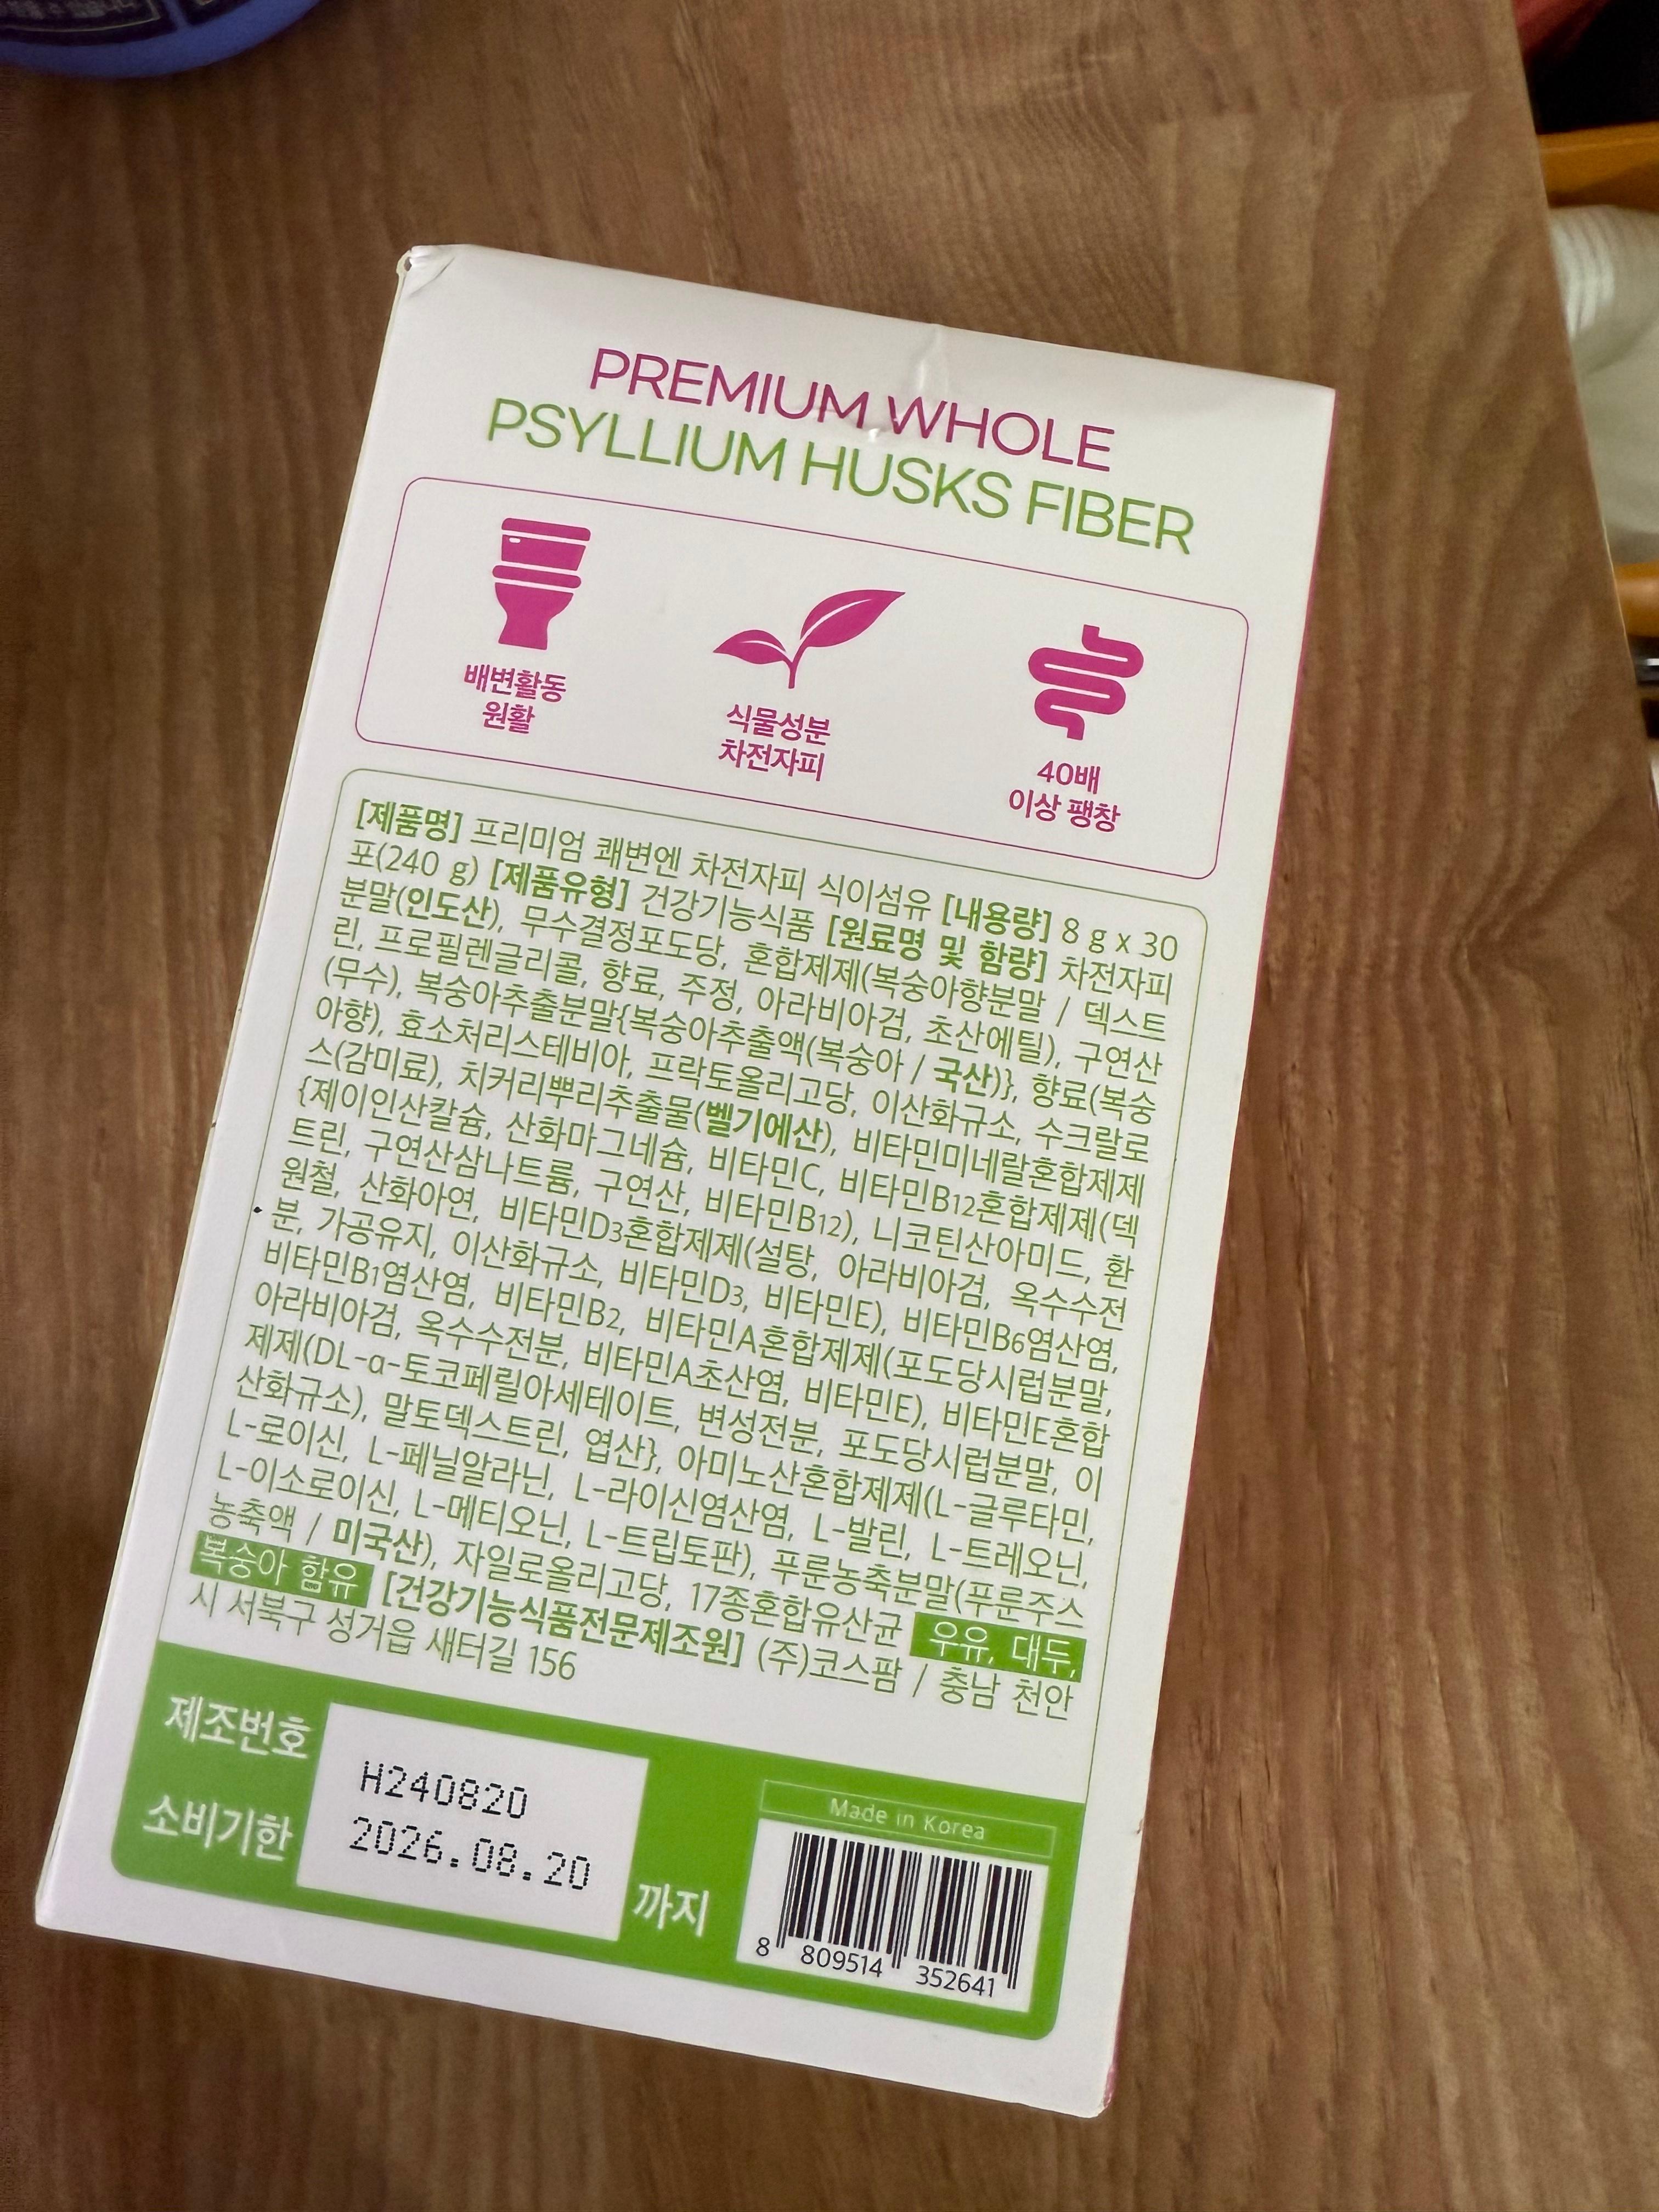 PREMIUM WHOLE
PSYLLIUM HUSKS FIBER
배변활동
원활
식물성분
차전자피
40배
이상 팽창
[제품명] 프리미엄 쾌변엔 차전자피 식이섬유 [내용량] 8 g x 30
포(240 g) [제품유형] 건강기능식품 [원료명 및 함량] 차전자피
분말(인도산), 무수결정포도당, 혼합제제(복숭아향분말 / 덱스트
린, 프로필렌글리콜, 향료, 주정, 아라비아검, 초산에틸), 구연산
(무수), 복숭아추출분말{복숭아추출액(복숭아 / 국산)}, 향료(복숭
아향), 효소처리스테비아, 프락토올리고당, 이산화규소, 수크랄로
스(감미료), 치커리뿌리추출물(벨기에산), 비타민미네랄혼합제제
{제이인산칼슘, 산화마그네슘, 비타민C, 비타민B12혼합제제(덱스
트린, 구연산삼나트륨, 구연산, 비타민B12), 니코틴산아미드, 환
원철, 산화아연, 비타민D3혼합제제(설탕, 아라비아검, 옥수수전
분, 가공유지, 이산화규소, 비타민D3, 비타민E), 비타민B6염산염,
비타민B1염산염, 비타민B2, 비타민A혼합제제(포도당시럽분말,
아라비아검, 옥수수전분, 비타민A초산염, 비타민E), 비타민E혼합
제제(DL-α-토코페릴아세테이트, 변성전분, 포도당시럽분말, 이
산화규소), 말토덱스트린, 엽산}, 아미노산혼합제제(L-글루타민,
L-로이신, L-페닐알라닌, L-라이신염산염, L-발린, L-트레오닌,
L-이소로이신, L-메티오닌, L-트립토판), 푸룬농축분말(푸룬주스
농축액 / 미국산), 자일로올리고당, 17종혼합유산균 우유, 대두,
복숭아 함유 [건강기능식품전문제조원] (주)코스팜 / 충남 천안
시 서북구 성거읍 새터길 156
제조번호
H240820
소비기한
2026.08.20
까지
Made in Korea
8 809514 352641